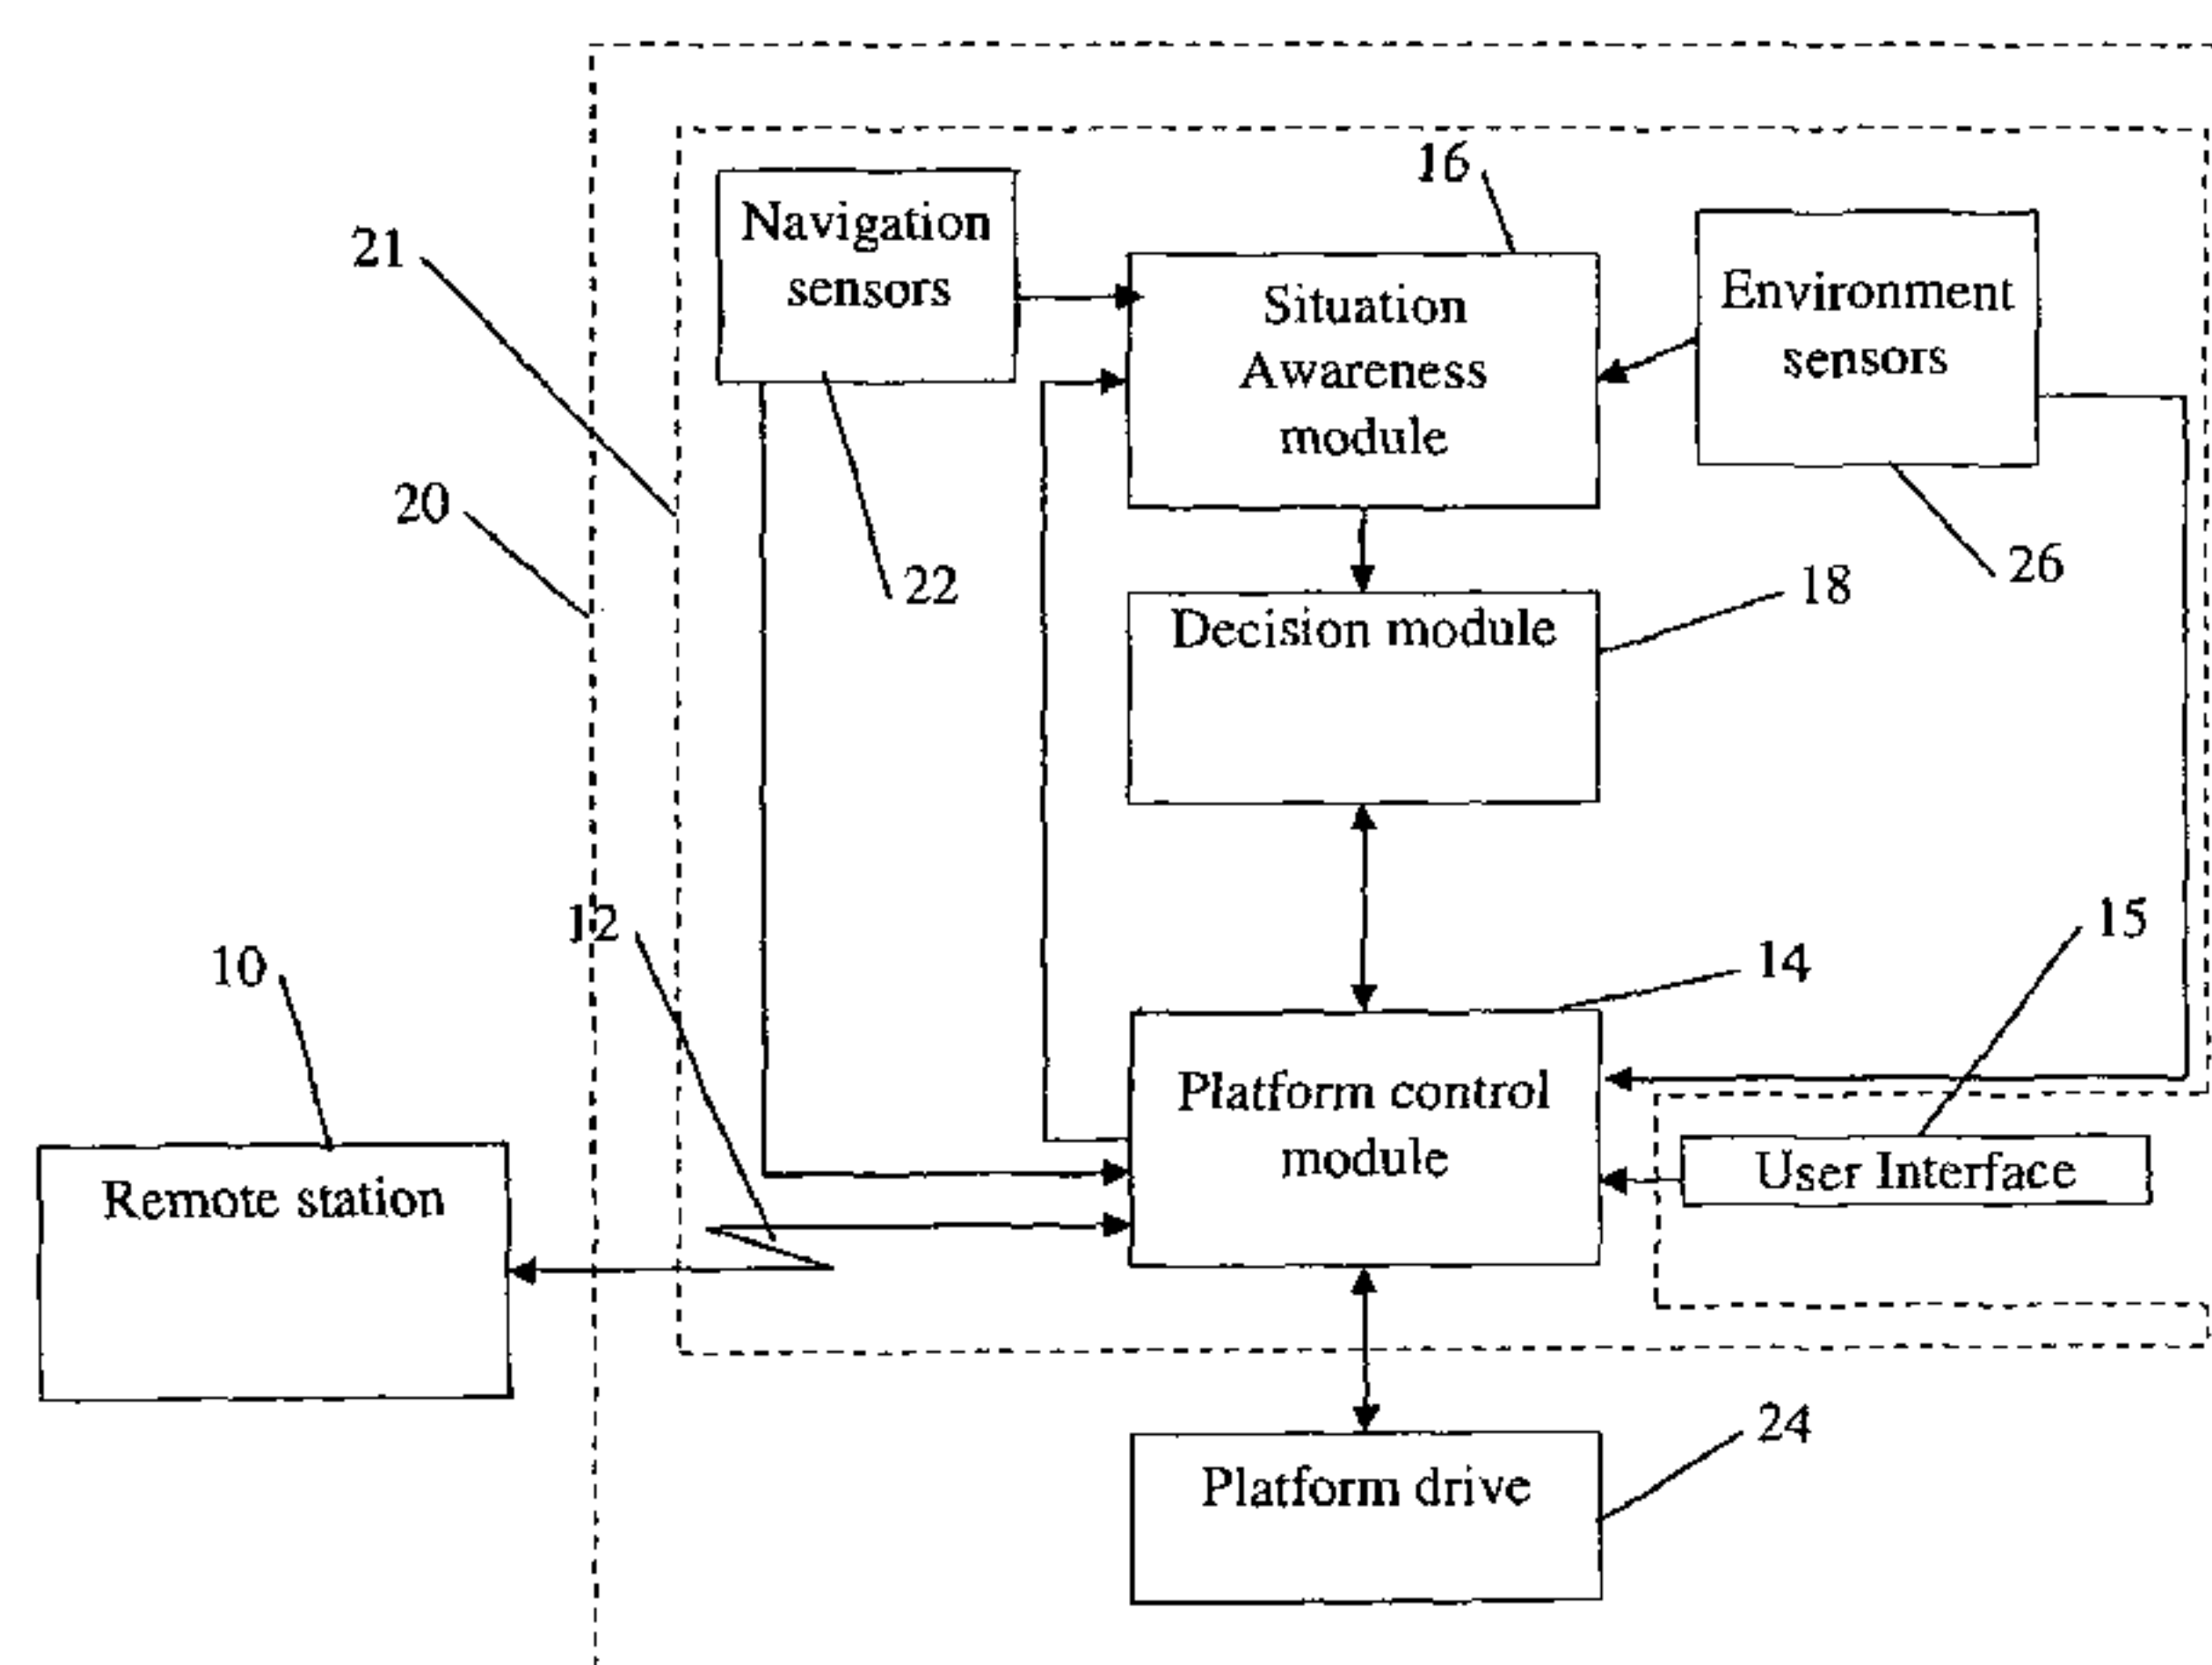 16
Navigation
sensors
21
Situation
Awareness
module
Environment
sensors
20
22
26
18
Decision module
12
15
10
14
Platform control
module
Remote station
User Interface
24
Platform drive